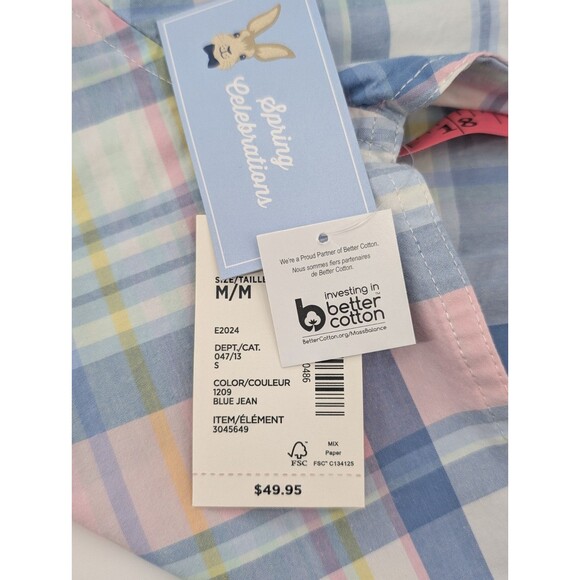 Spring
Celebrations
We're a Proud Partner of Better Cotton.
Nous sommes fiers partenaires
de Better Cotton.
investing in
better
cotton™
BetterCotton.org/MassBalance
SIZE/TAILLE
M/M
E2024
DEPT./CAT.
047/13
S
COLOR/COULEUR
1209
BLUE JEAN
ITEM/ÉLÉMENT
3045649
0486
FSC
MIX
Paper
FSC® C134125
$49.95
18